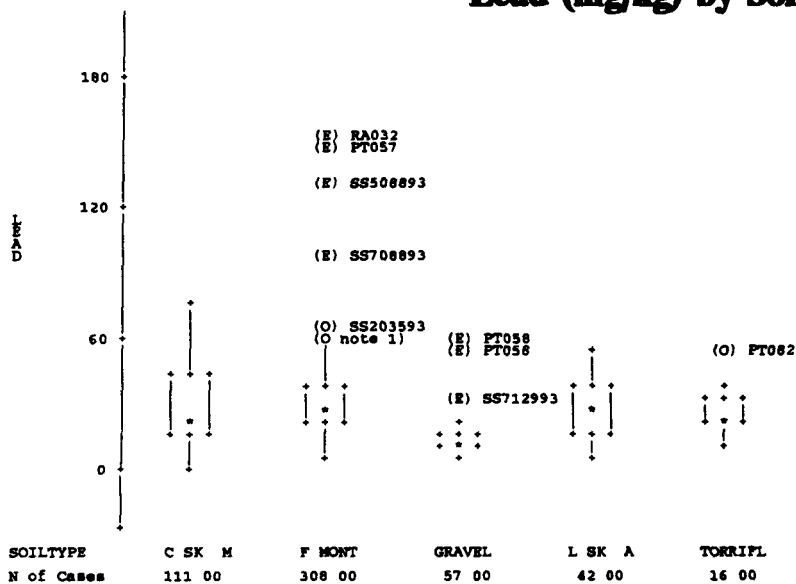 Lead (mg/kg) by Soi
180
(E) RA032
(E) PT057
(E) SS508893
120
LEAD
(E) SS708893
(O) SS203593
60
(O note 1)
(E) PT058
(E) PT056
(O) PT082
(E) SS712993
0
SOILTYPE C SK M F MONT GRAVEL L SK A TORRIFL
N of Cases 111 00 308 00 57 00 42 00 16 00